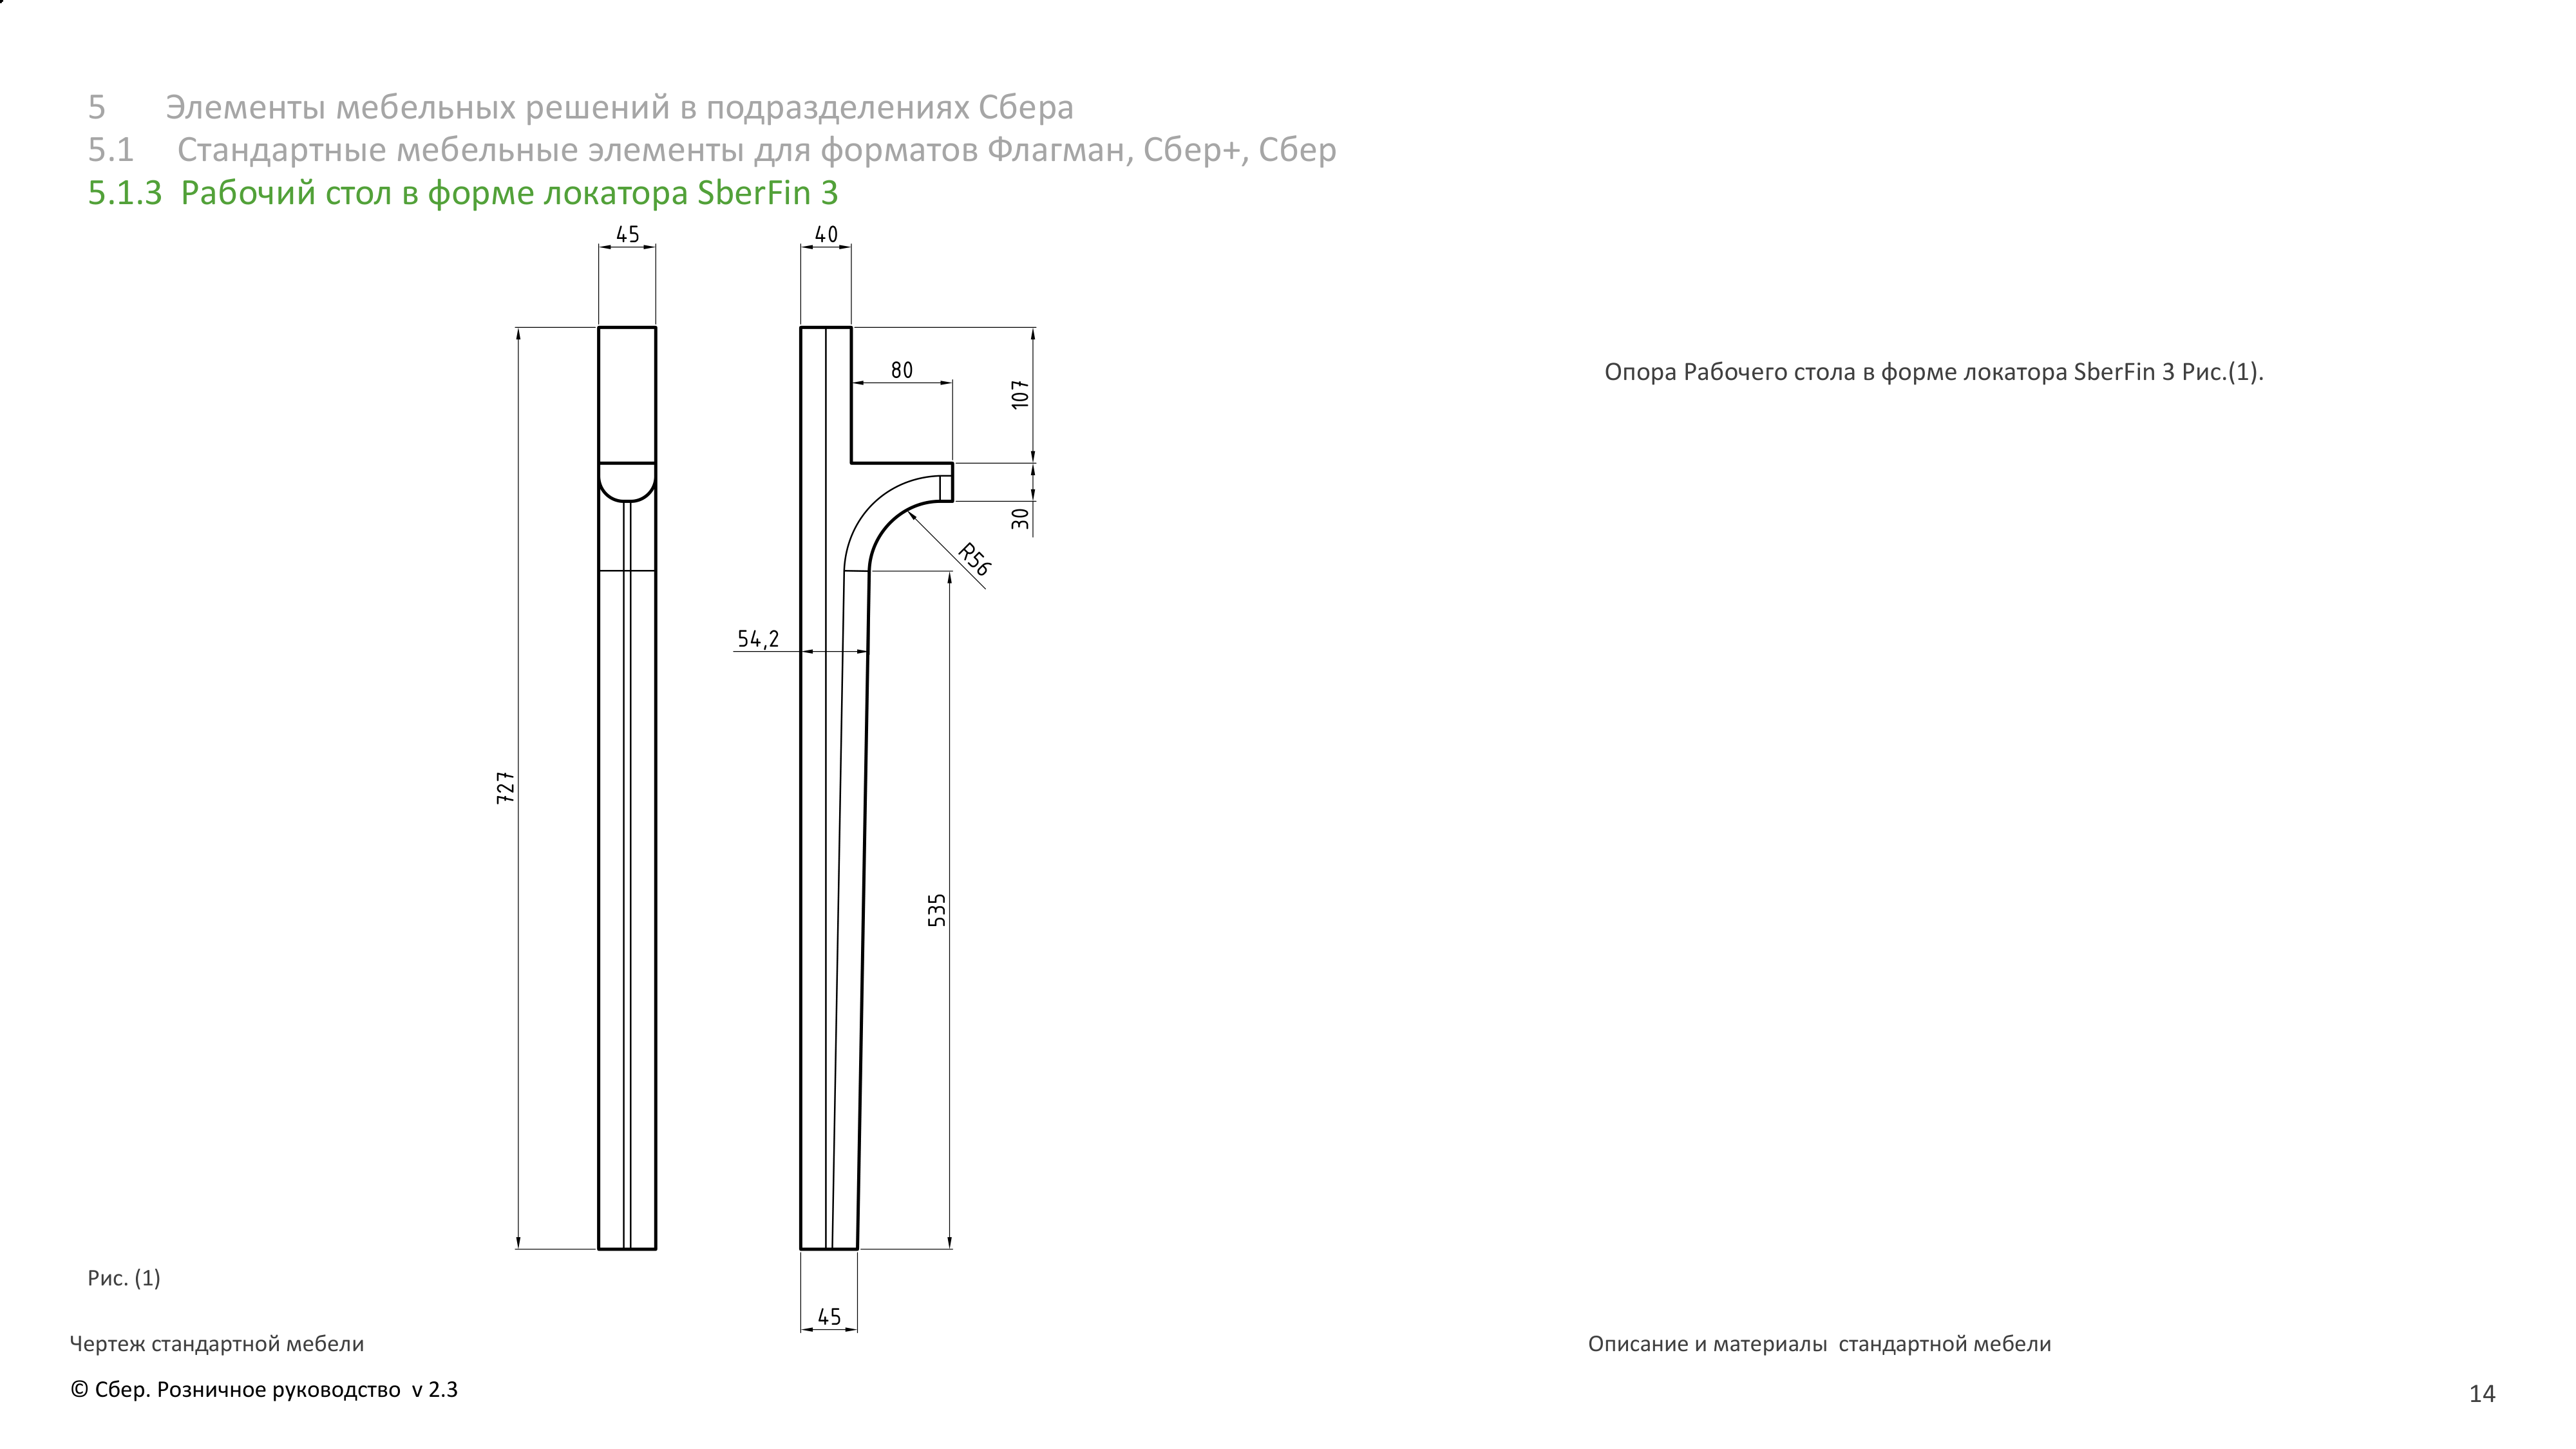 5 Элементы мебельных решений в подразделениях Сбера
5.1 Стандартные мебельные элементы для форматов Флагман, Сбер+, Сбер
5.1.3 Рабочий стол в форме локатора SberFin 3
45
40
80
107
Опора Рабочего стола в форме локатора SberFin 3 Рис.(1).
30
R56
54,2
727
535
45
Рис. (1)
Чертеж стандартной мебели
Описание и материалы стандартной мебели
© Сбер. Розничное руководство v 2.3
14